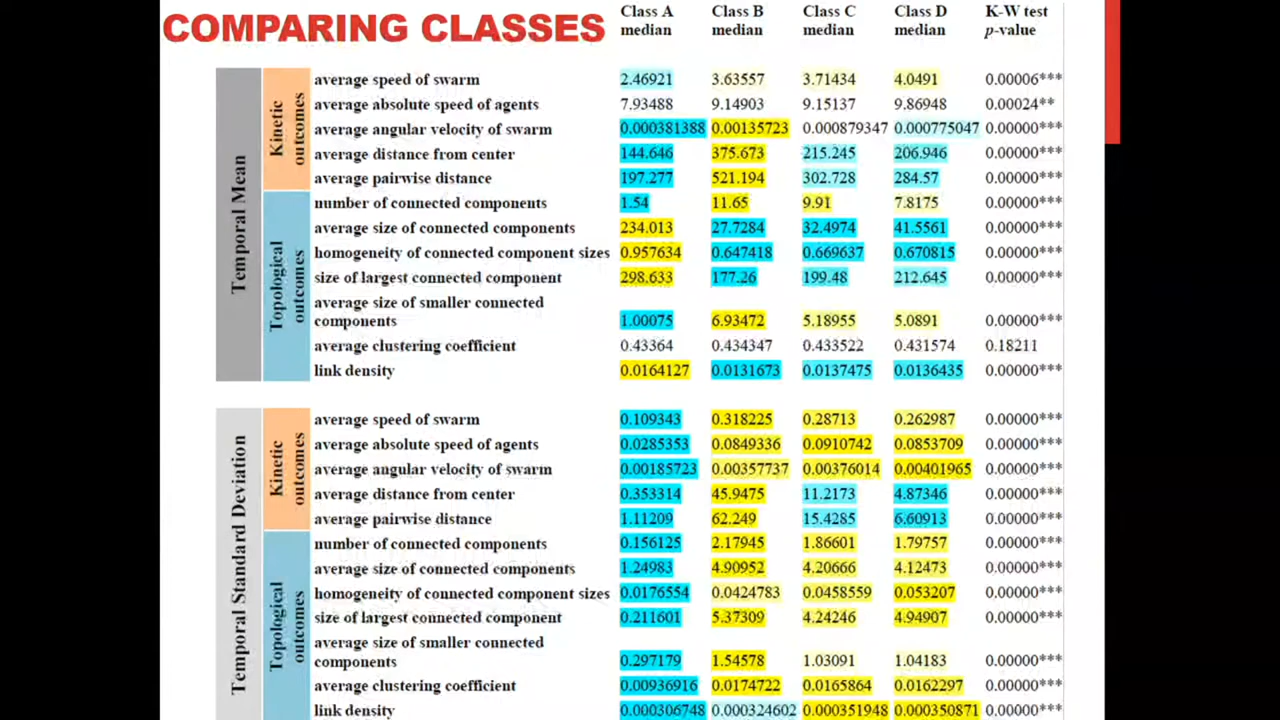 COMPARING CLASSES
Class A median Class B median Class C median Class D median K-W test p-value
Temporal Mean
Kinetic outcomes
average speed of swarm 2.46921 3.63557 3.71434 4.0491 0.00006***
average absolute speed of agents 7.93488 9.14903 9.15137 9.86948 0.00024**
average angular velocity of swarm 0.000381388 0.00135723 0.000879347 0.000775047 0.00000***
average distance from center 144.646 375.673 215.245 206.946 0.00000***
average pairwise distance 197.277 521.194 302.728 284.57 0.00000***
Topological outcomes
number of connected components 1.54 11.65 9.91 7.8175 0.00000***
average size of connected components 234.013 27.7284 32.4974 41.5561 0.00000***
homogeneity of connected component sizes 0.957634 0.647418 0.669637 0.670815 0.00000***
size of largest connected component 298.633 177.26 199.48 212.645 0.00000***
average size of smaller connected
components 1.00075 6.93472 5.18955 5.0891 0.00000***
average clustering coefficient 0.43364 0.434347 0.433522 0.431574 0.18211
link density 0.0164127 0.0131673 0.0137475 0.0136435 0.00000***
Temporal Standard Deviation
Kinetic outcomes
average speed of swarm 0.109343 0.318225 0.28713 0.262987 0.00000***
average absolute speed of agents 0.0285353 0.0849336 0.0910742 0.0853709 0.00000***
average angular velocity of swarm 0.00185723 0.00357737 0.00376014 0.00401965 0.00000***
average distance from center 0.353314 45.9475 11.2173 4.87346 0.00000***
average pairwise distance 1.11209 62.249 15.4285 6.60913 0.00000***
Topological outcomes
number of connected components 0.156125 2.17945 1.86601 1.79757 0.00000***
average size of connected components 1.24983 4.90952 4.20666 4.12473 0.00000***
homogeneity of connected component sizes 0.0176554 0.0424783 0.0458559 0.053207 0.00000***
size of largest connected component 0.211601 5.37309 4.24246 4.94907 0.00000***
average size of smaller connected
components 0.297179 1.54578 1.03091 1.04183 0.00000***
average clustering coefficient 0.00936916 0.0174722 0.0165864 0.0162297 0.00000***
link density 0.000306748 0.000324602 0.000351948 0.000350871 0.00000***